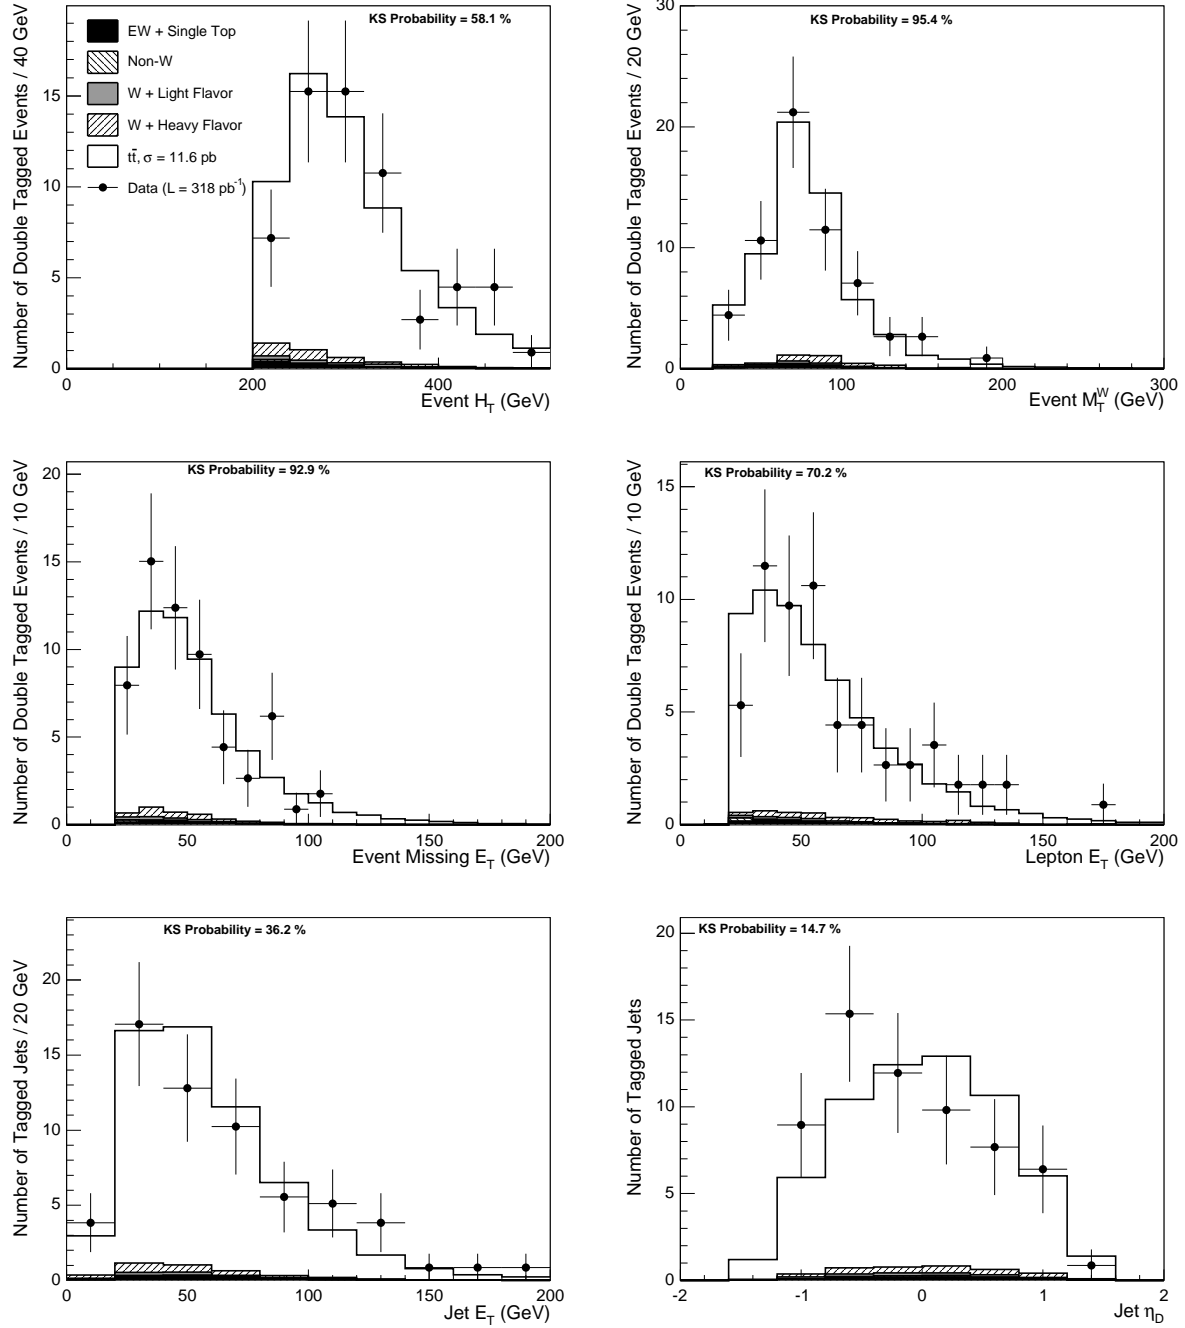 KS Probability = 58.1 %
EW + Single Top
Non-W
W + Light Flavor
W + Heavy Flavor
tt̄, σ = 11.6 pb
Data (L = 318 pb⁻¹)
Number of Double Tagged Events / 40 GeV
0
5
10
15
20
0
200
400
Event H_T (GeV)
KS Probability = 95.4 %
Number of Double Tagged Events / 20 GeV
0
10
20
30
0
100
200
300
Event M_T^W (GeV)
KS Probability = 92.9 %
Number of Double Tagged Events / 10 GeV
0
5
10
15
20
0
50
100
150
200
Event Missing E_T (GeV)
KS Probability = 70.2 %
Number of Double Tagged Events / 10 GeV
0
5
10
15
0
50
100
150
200
Lepton E_T (GeV)
KS Probability = 36.2 %
Number of Tagged Jets / 20 GeV
0
5
10
15
20
0
50
100
150
200
Jet E_T (GeV)
KS Probability = 14.7 %
Number of Tagged Jets
0
5
10
15
20
-2
-1
0
1
2
Jet η_D